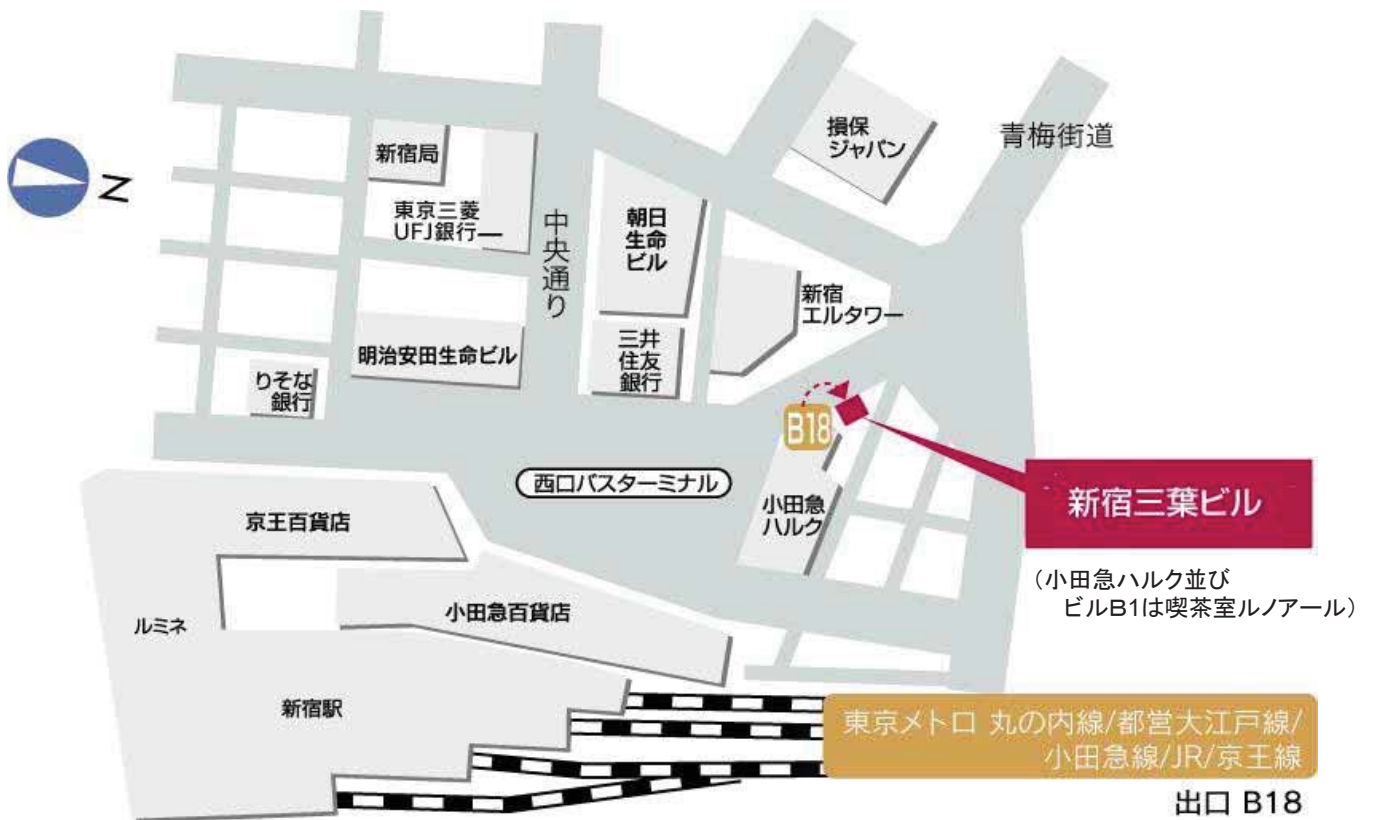 損保
ジャパン
青梅街道
新宿局
N
東京三菱
UFJ銀行
中央通り
朝日
生命
ビル
新宿
エルタワー
明治安田生命ビル
三井
住友
銀行
りそな
銀行
B18
西口バスターミナル
小田急
ハルク
新宿三葉ビル
京王百貨店
(小田急ハルク並び
ビルB1は喫茶室ルノアール)
小田急百貨店
ルミネ
新宿駅
東京メトロ 丸の内線/都営大江戸線/
小田急線/JR/京王線
出口 B18